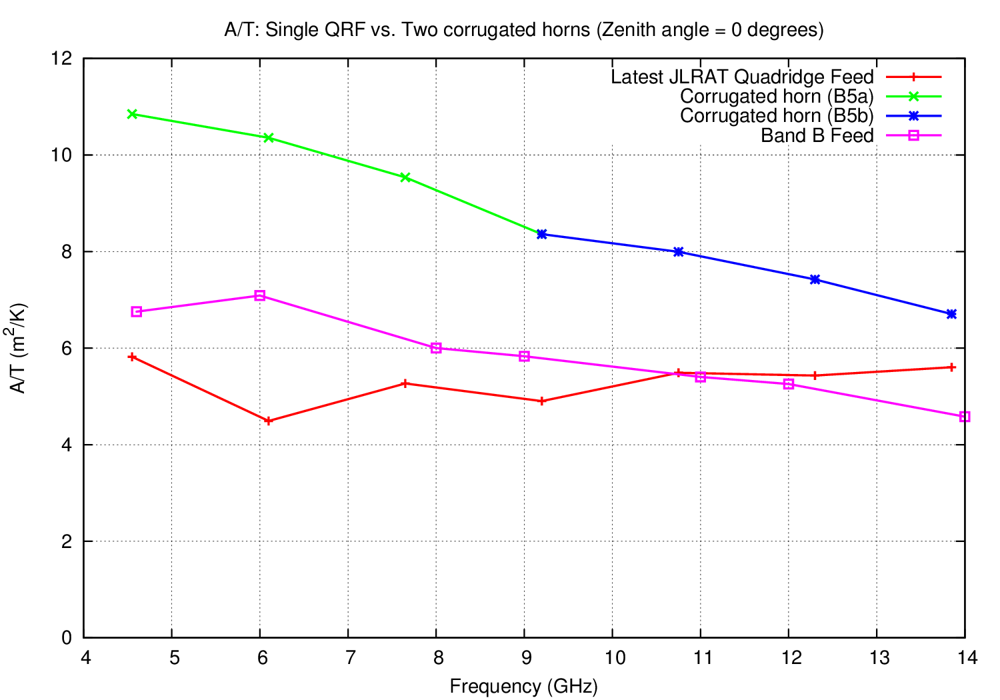 A/T: Single QRF vs. Two corrugated horns (Zenith angle = 0 degrees)
Latest JLRAT Quadridge Feed
Corrugated horn (B5a)
Corrugated horn (B5b)
Band B Feed
12
10
8
6
4
2
0
A/T (m²/K)
4 5 6 7 8 9 10 11 12 13 14
Frequency (GHz)